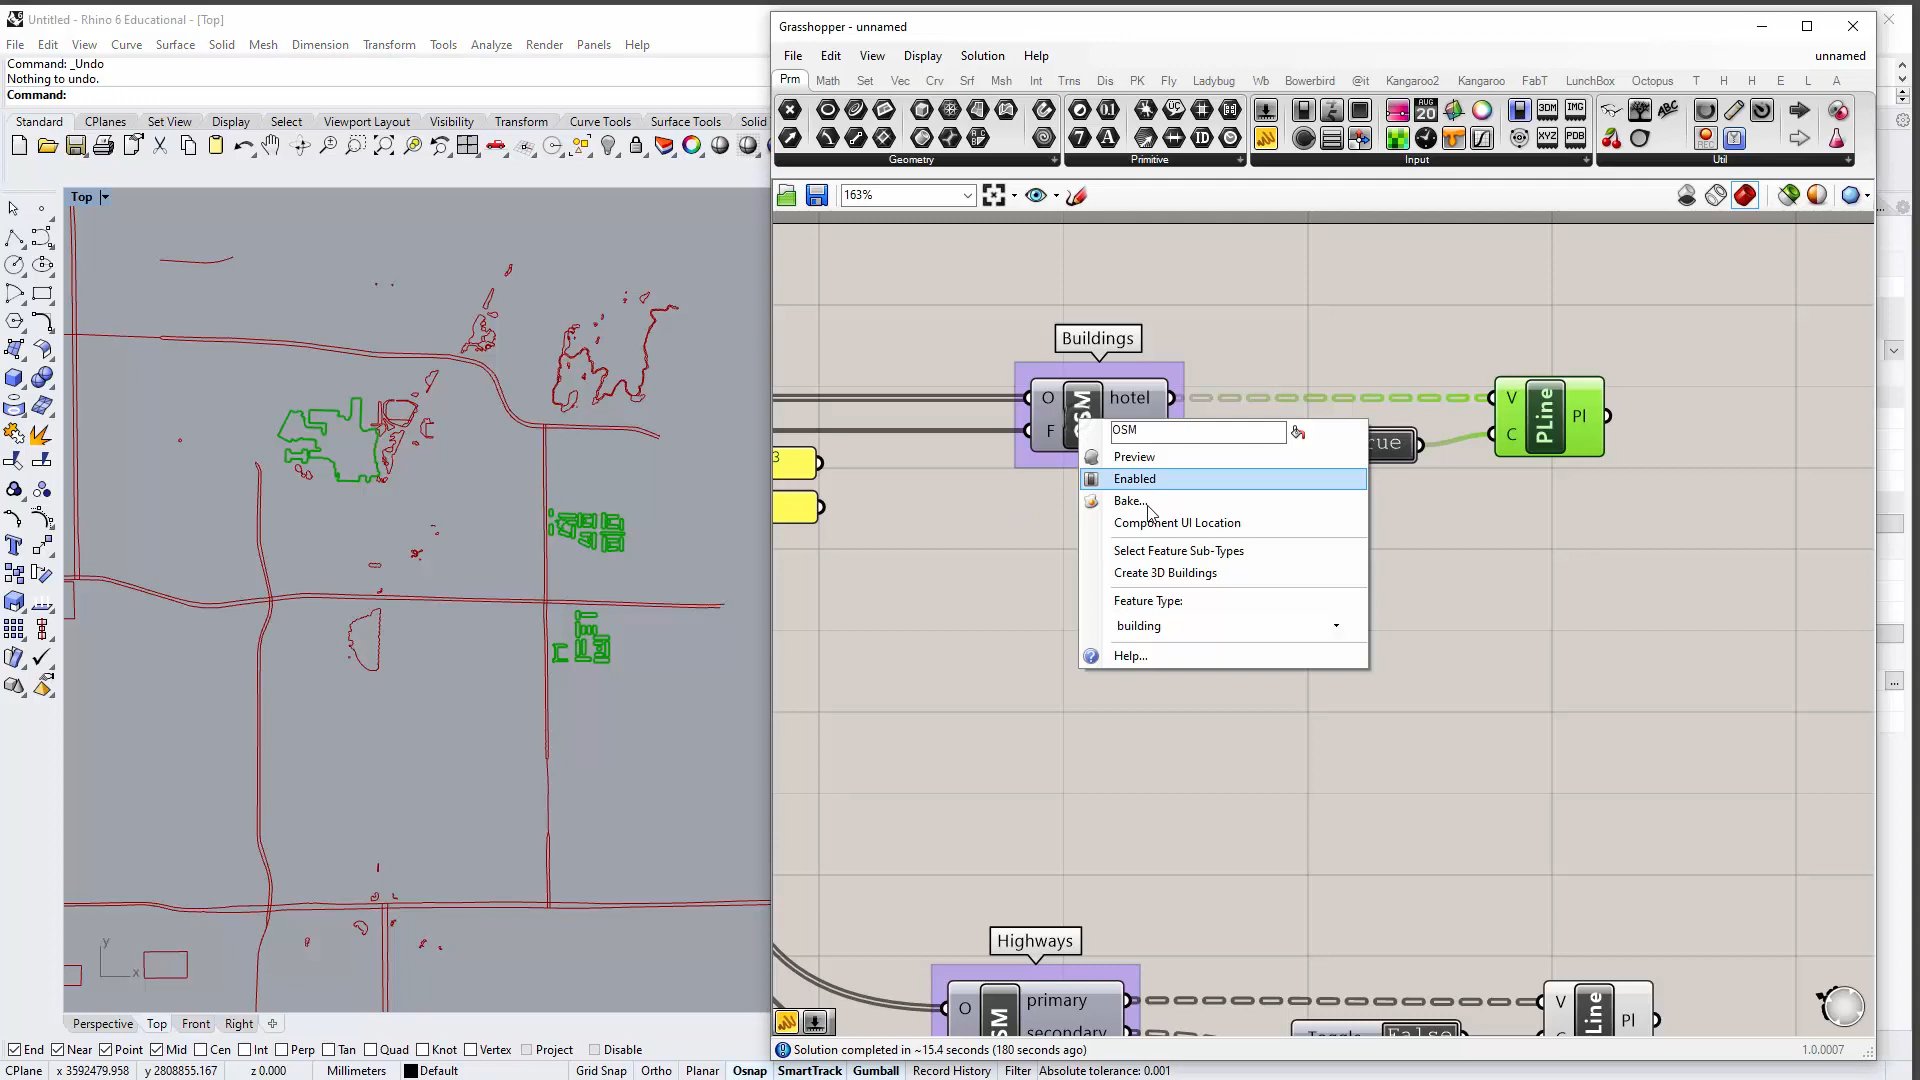 Untitled - Rhino 6 Educational - [Top]
File Edit View Curve Surface Solid Mesh Dimension Transform Tools Analyze Render Panels Help
Command: _Undo
Nothing to undo.
Command:
Standard CPlanes Set View Display Select Viewport Layout Visibility Transform Curve Tools Surface Tools Solid
Top
y
x
Perspective Top Front Right
End Near Point Mid Cen Int Perp Tan Quad Knot Vertex Project Disable
CPlane x 3592479.958 y 2808855.167 z 0.000 Millimeters Default Grid Snap Ortho Planar Osnap SmartTrack Gumball Record History Filter Absolute tolerance: 0.001
Grasshopper - unnamed
File Edit View Display Solution Help unnamed
Prm Math Set Vec Crv Srf Msh Int Trns Dis PK Fly Ladybug Wb Bowerbird @it Kangaroo2 Kangaroo FabT LunchBox Octopus T H H E L A
Geometry Primitive Input Util
163%
Buildings
O F OSM hotel
V C PLine Pl
rue
3
OSM
Preview
Enabled
Bake...
Component UI Location
Select Feature Sub-Types
Create 3D Buildings
Feature Type:
building
Help...
Highways
O SM primary
secondary
Toggle False
V Line Pl
Solution completed in ~15.4 seconds (180 seconds ago)
1.0.0007